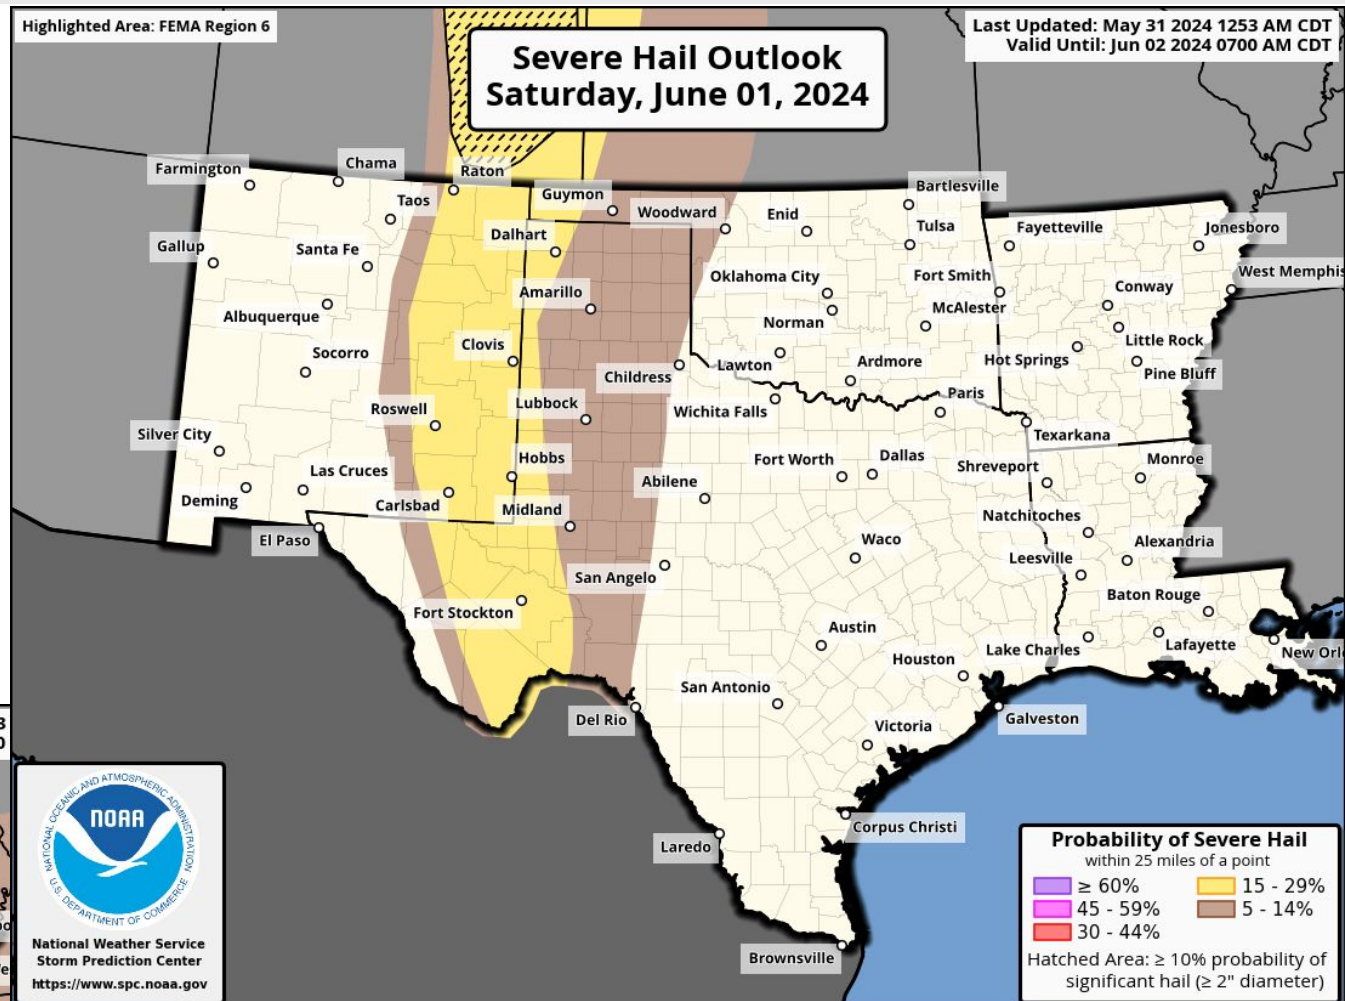 Highlighted Area: FEMA Region 6
Last Updated: May 31 2024 1253 AM CDT
Valid Until: Jun 02 2024 0700 AM CDT
Severe Hail Outlook
Saturday, June 01, 2024
Farmington
Chama
Raton
Taos
Guymon
Woodward
Enid
Bartlesville
Tulsa
Fayetteville
Jonesboro
Gallup
Santa Fe
Dalhart
Oklahoma City
Fort Smith
West Memphis
Amarillo
Conway
Albuquerque
Norman
McAlester
Socorro
Clovis
Little Rock
Childress
Lawton
Ardmore
Hot Springs
Pine Bluff
Roswell
Lubbock
Wichita Falls
Paris
Silver City
Texarkana
Las Cruces
Hobbs
Fort Worth
Dallas
Shreveport
Monroe
Deming
Carlsbad
Midland
Abilene
Natchitoches
El Paso
Waco
Alexandria
San Angelo
Leesville
Fort Stockton
Baton Rouge
Austin
Houston
Lake Charles
Lafayette
New Orl
San Antonio
Del Rio
Victoria
Galveston
Corpus Christi
Laredo
Brownsville
3
0
NATIONAL OCEANIC AND ATMOSPHERIC ADMINISTRATION
NOAA
U.S. DEPARTMENT OF COMMERCE
National Weather Service
Storm Prediction Center
https://www.spc.noaa.gov
Probability of Severe Hail
within 25 miles of a point
≥ 60%
15 - 29%
45 - 59%
5 - 14%
30 - 44%
Hatched Area: ≥ 10% probability of
significant hail (≥ 2" diameter)